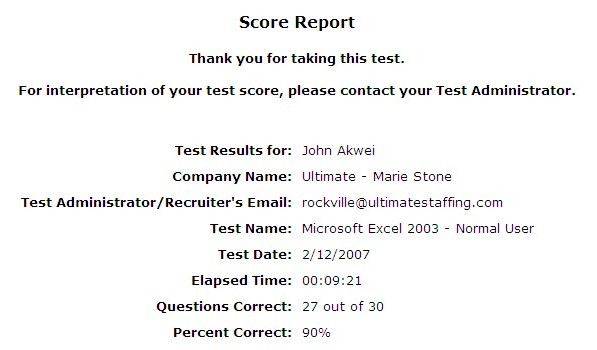 Score Report
Thank you for taking this test.
For interpretation of your test score, please contact your Test Administrator.
Test Results for: John Akwei
Company Name: Ultimate - Marie Stone
Test Administrator/Recruiter's Email: rockville@ultimatestaffing.com
Test Name: Microsoft Excel 2003 - Normal User
Test Date: 2/12/2007
Elapsed Time: 00:09:21
Questions Correct: 27 out of 30
Percent Correct: 90%